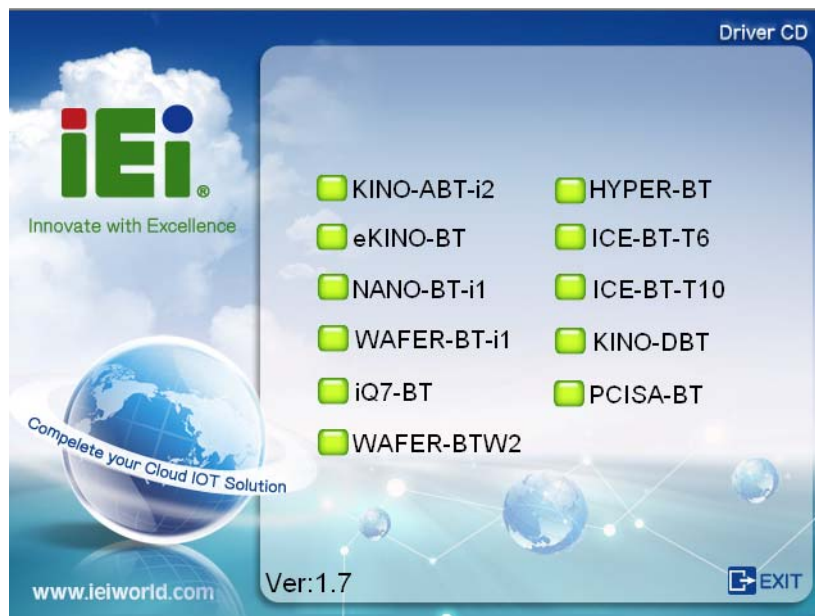 Driver CD
iEi®
Innovate with Excellence
KINO-ABT-i2
eKINO-BT
NANO-BT-i1
WAFER-BT-i1
iQ7-BT
WAFER-BTW2
HYPER-BT
ICE-BT-T6
ICE-BT-T10
KINO-DBT
PCISA-BT
Compelete your Cloud IOT Solution
www.ieiworld.com
Ver:1.7
EXIT